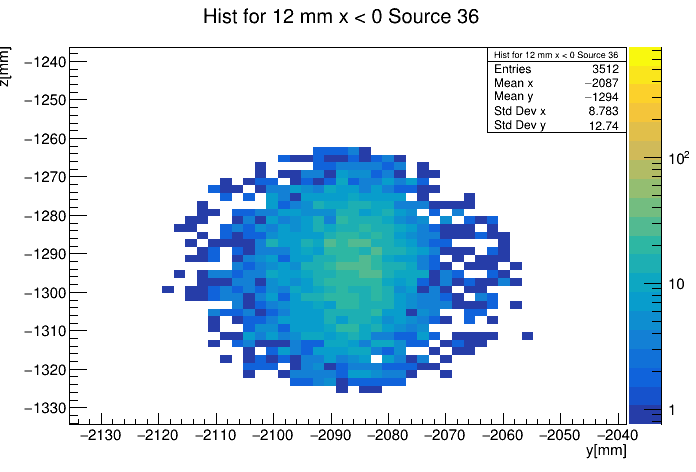 Hist for 12 mm x < 0 Source 36
z[mm]
Hist for 12 mm x < 0 Source 36
Entries 3512
Mean x −2087
Mean y −1294
Std Dev x 8.783
Std Dev y 12.74
−1240
−1250
−1260
−1270
−1280
−1290
−1300
−1310
−1320
−1330
10²
10
1
−2130 −2120 −2110 −2100 −2090 −2080 −2070 −2060 −2050 −2040
y[mm]